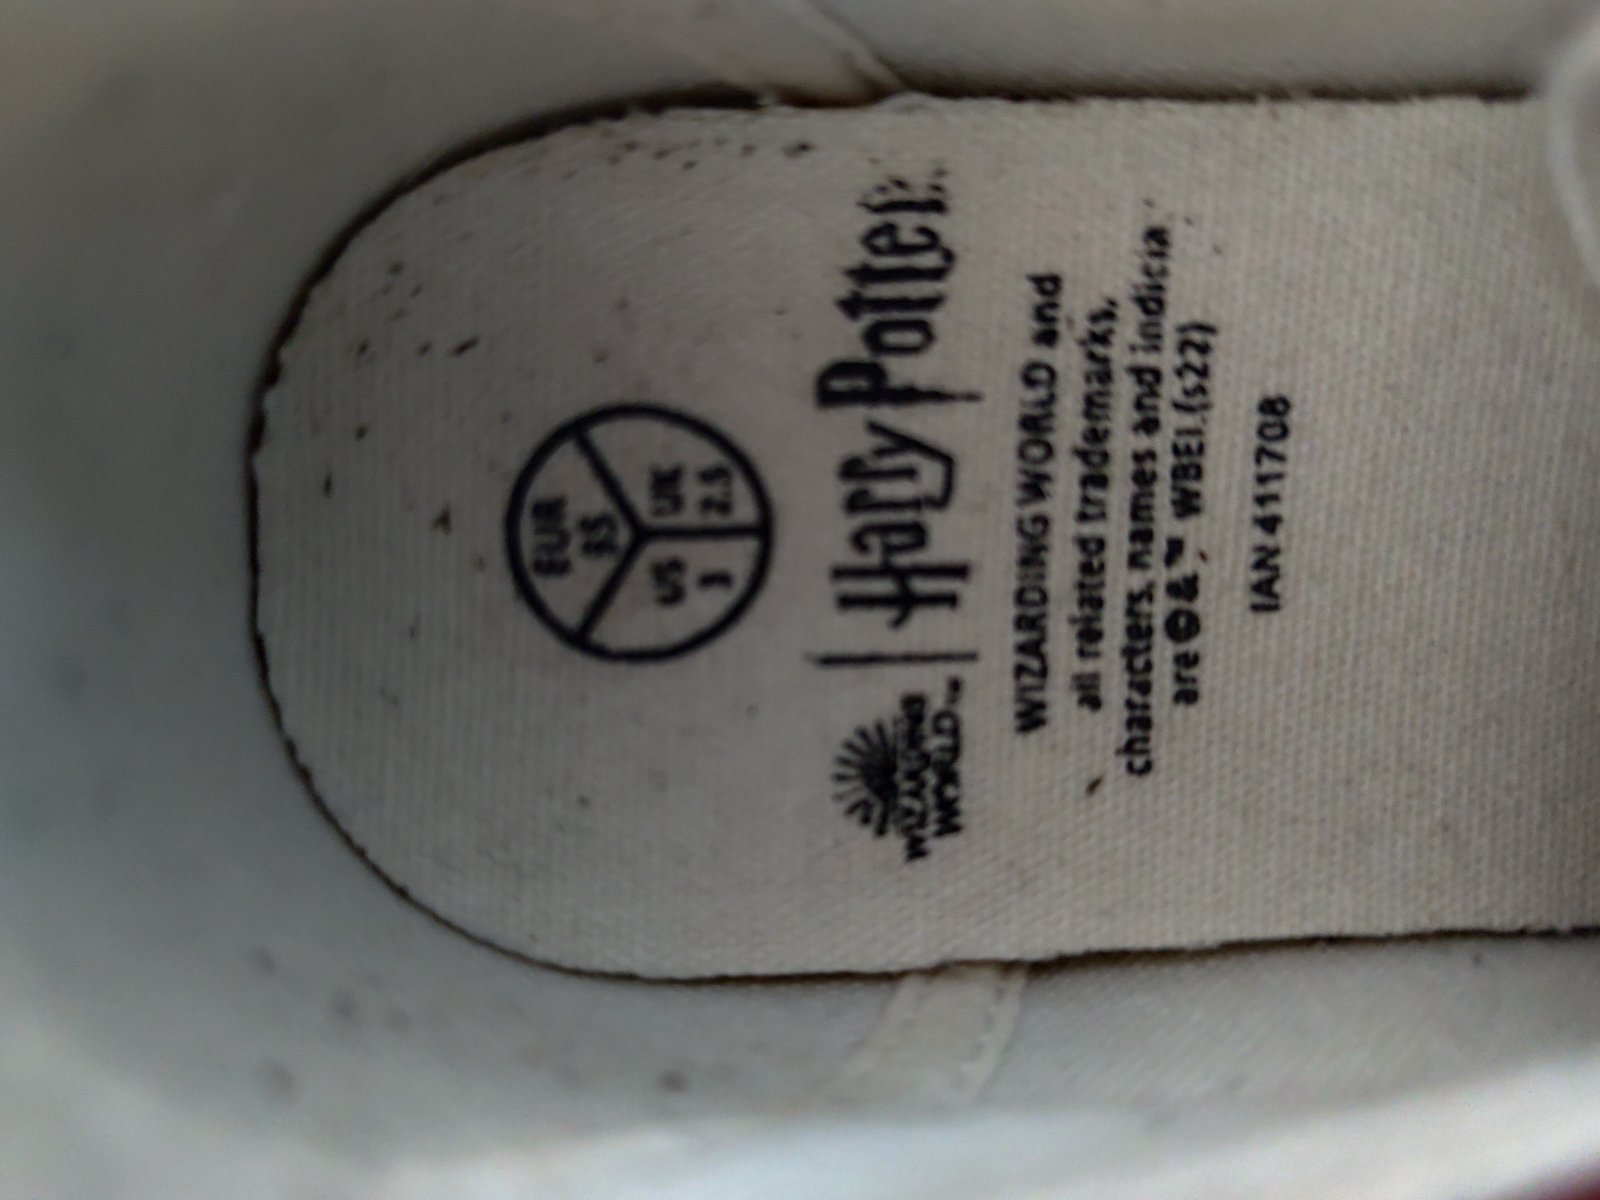 EUR
35
US
3
UK
2.5
WIZARDING
WORLD™
Harry Potter
WIZARDING WORLD and
all related trademarks,
characters, names and indicia
are © & ™ WBEI. (s22)
IAN 411708